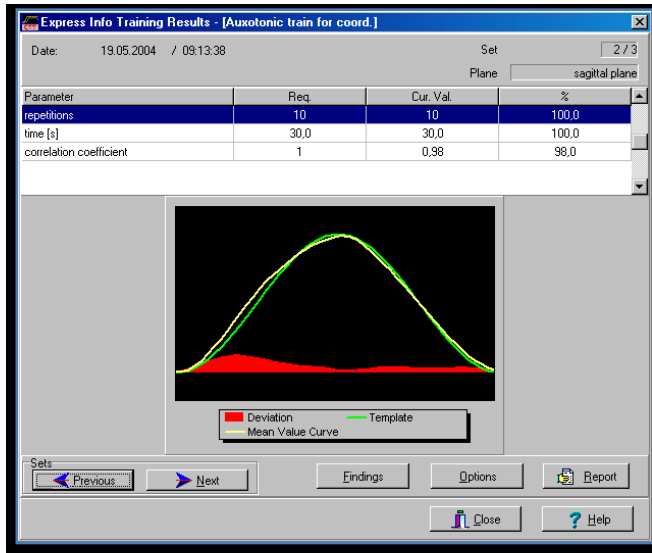 Express Info Training Results - [Auxotonic train for coord.]
Date: 19.05.2004 / 09:13:38 Set 2 / 3
Plane sagittal plane
Parameter Req. Cur. Val. %
repetitions 10 10 100,0
time [s] 30,0 30,0 100,0
correlation coefficient 1 0,98 98,0
Deviation Template
Mean Value Curve
Sets
Previous Next Findings Options Report
Close Help